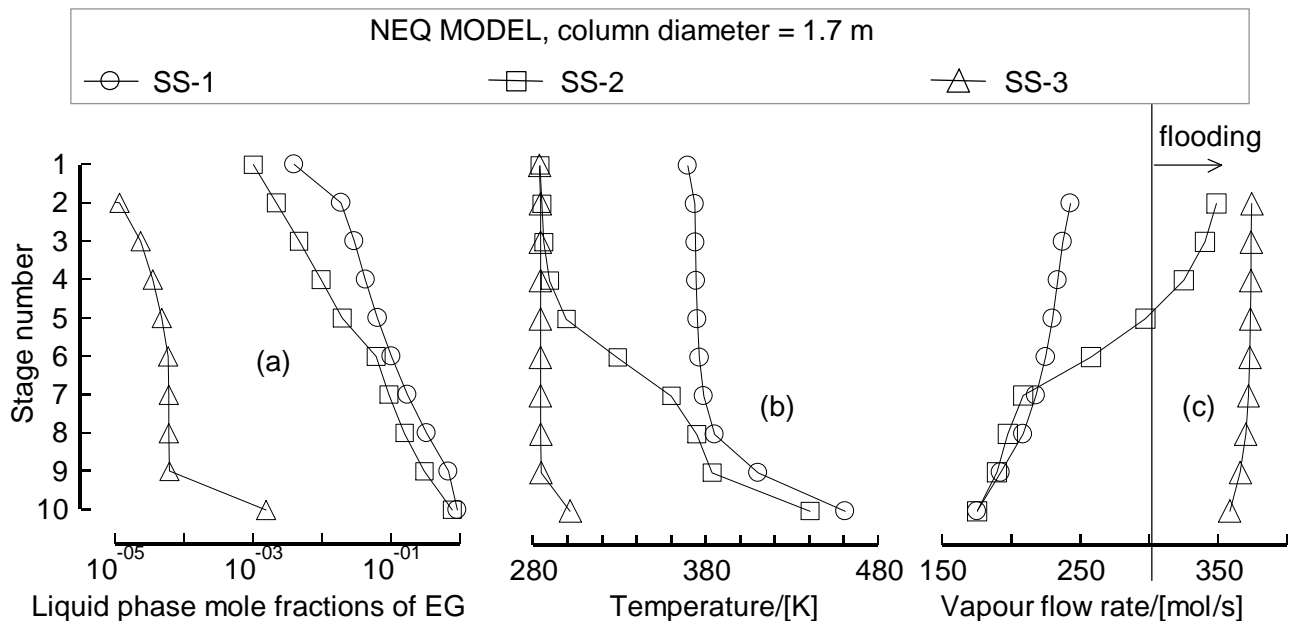 NEQ MODEL, column diameter = 1.7 m
SS-1 SS-2 SS-3
flooding
Stage number
1
2
3
4
5
6
7
8
9
10
(a)
(b)
(c)
10-05 10-03 10-01
280 380 480
150 250 350
Liquid phase mole fractions of EG
Temperature/[K]
Vapour flow rate/[mol/s]